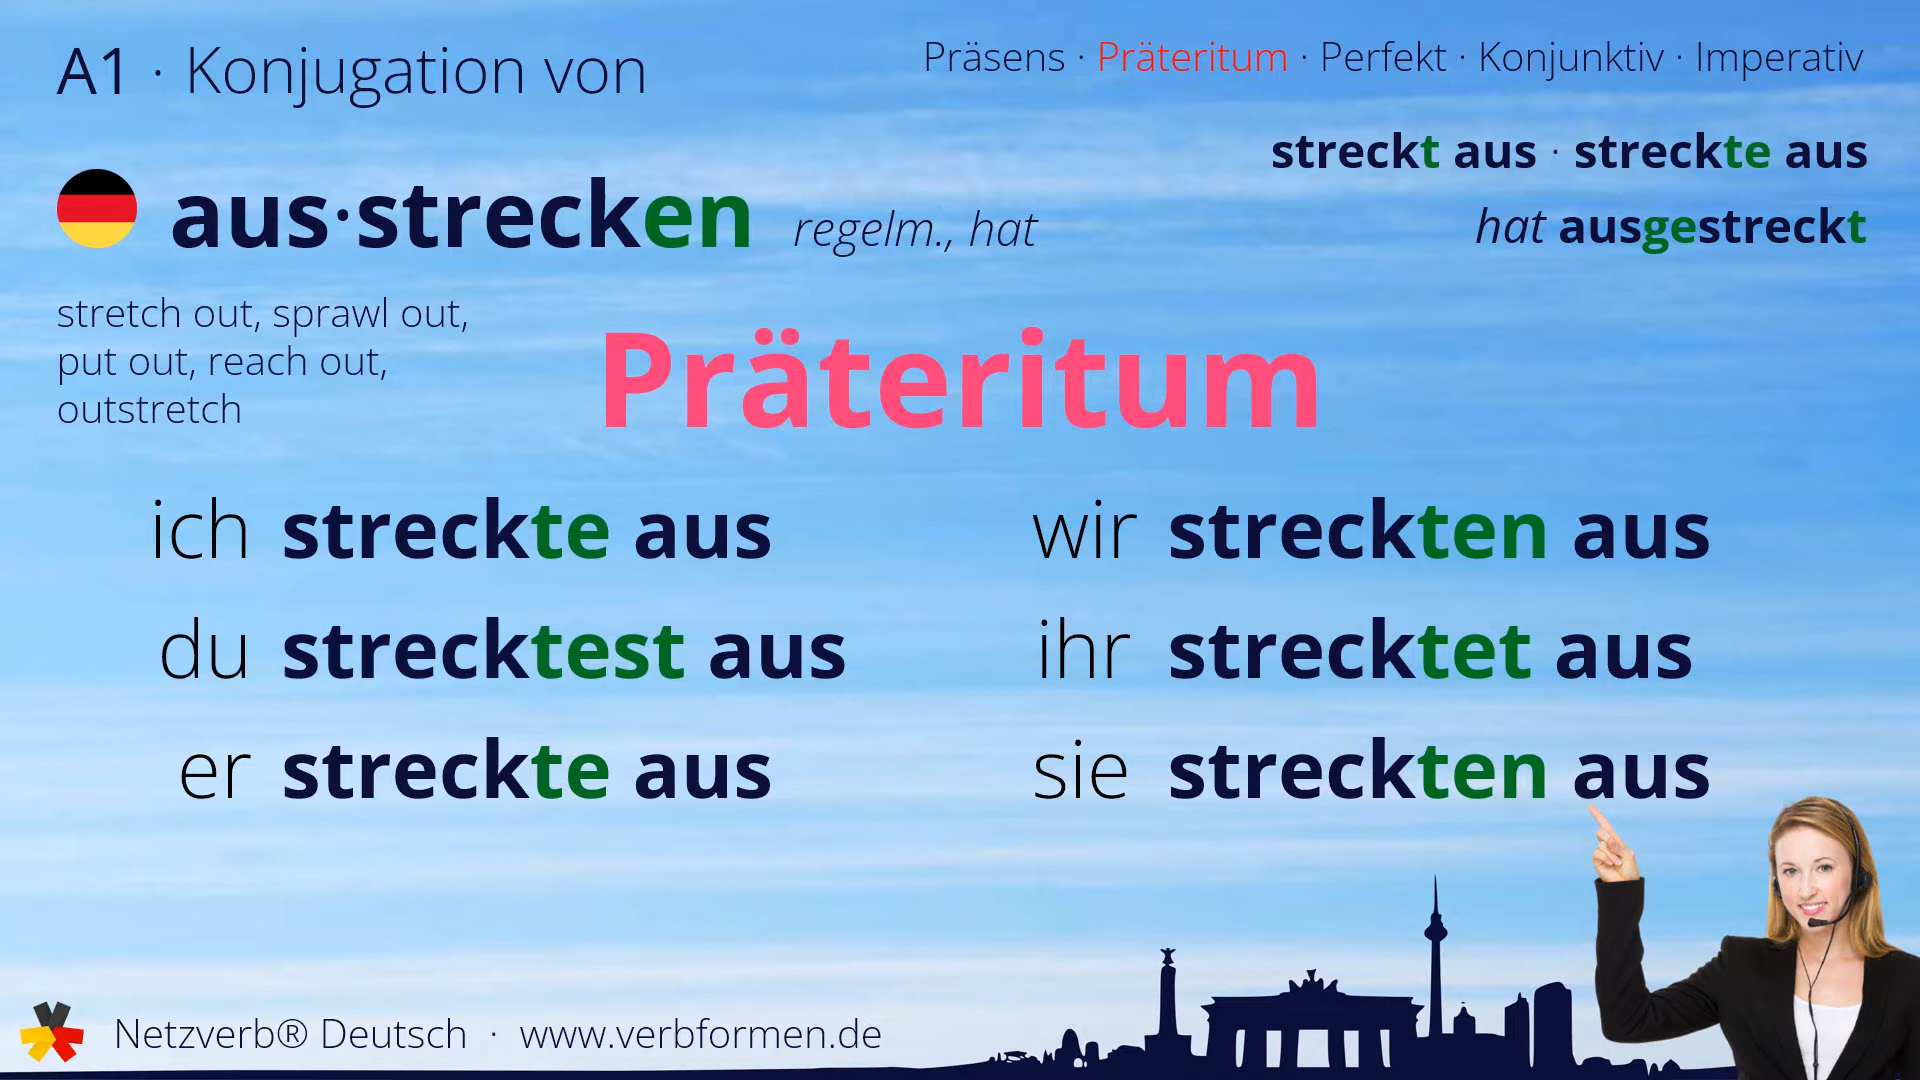 A1 · Konjugation von
Präsens · Präteritum · Perfekt · Konjunktiv · Imperativ
aus·strecken regelm., hat
streckt aus · streckte aus
hat ausgestreckt
stretch out, sprawl out,
put out, reach out,
outstretch
Präteritum
ich streckte aus
du strecktest aus
er streckte aus
wir streckten aus
ihr strecktet aus
sie streckten aus
Netzverb® Deutsch · www.verbformen.de